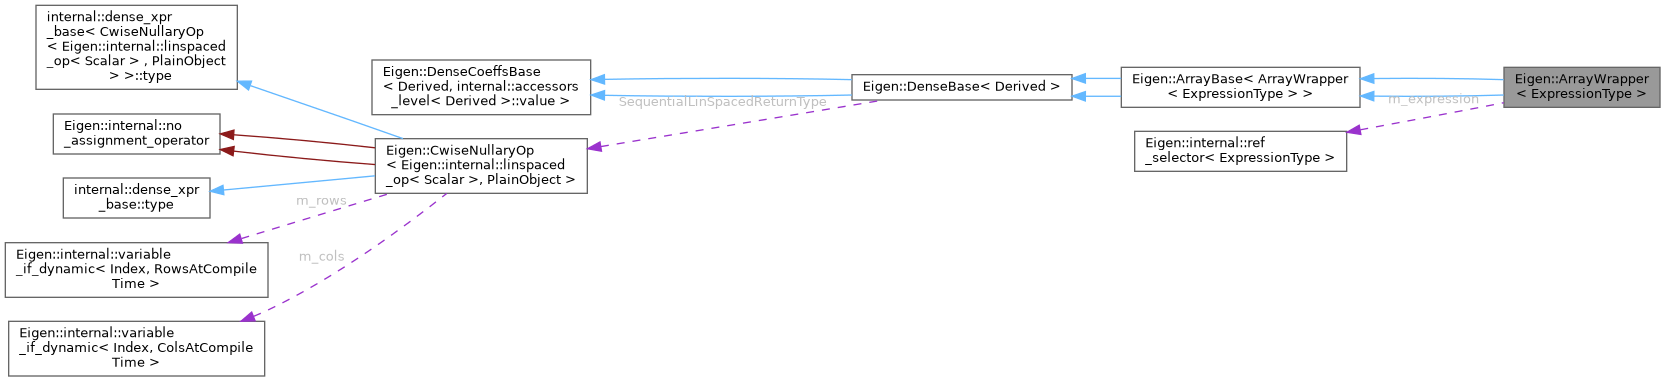 internal::dense_xpr
_base< CwiseNullaryOp
< Eigen::internal::linspaced
_op< Scalar > , PlainObject
> >::type
Eigen::internal::no
_assignment_operator
internal::dense_xpr
_base::type
Eigen::internal::variable
_if_dynamic< Index, RowsAtCompile
Time >
Eigen::internal::variable
_if_dynamic< Index, ColsAtCompile
Time >
m_rows
m_cols
Eigen::DenseCoeffsBase
< Derived, internal::accessors
_level< Derived >::value >
Eigen::CwiseNullaryOp
< Eigen::internal::linspaced
_op< Scalar >, PlainObject >
SequentialLinSpacedReturnType
Eigen::DenseBase< Derived >
Eigen::ArrayBase< ArrayWrapper
< ExpressionType > >
Eigen::internal::ref
_selector< ExpressionType >
m_expression
Eigen::ArrayWrapper
< ExpressionType >